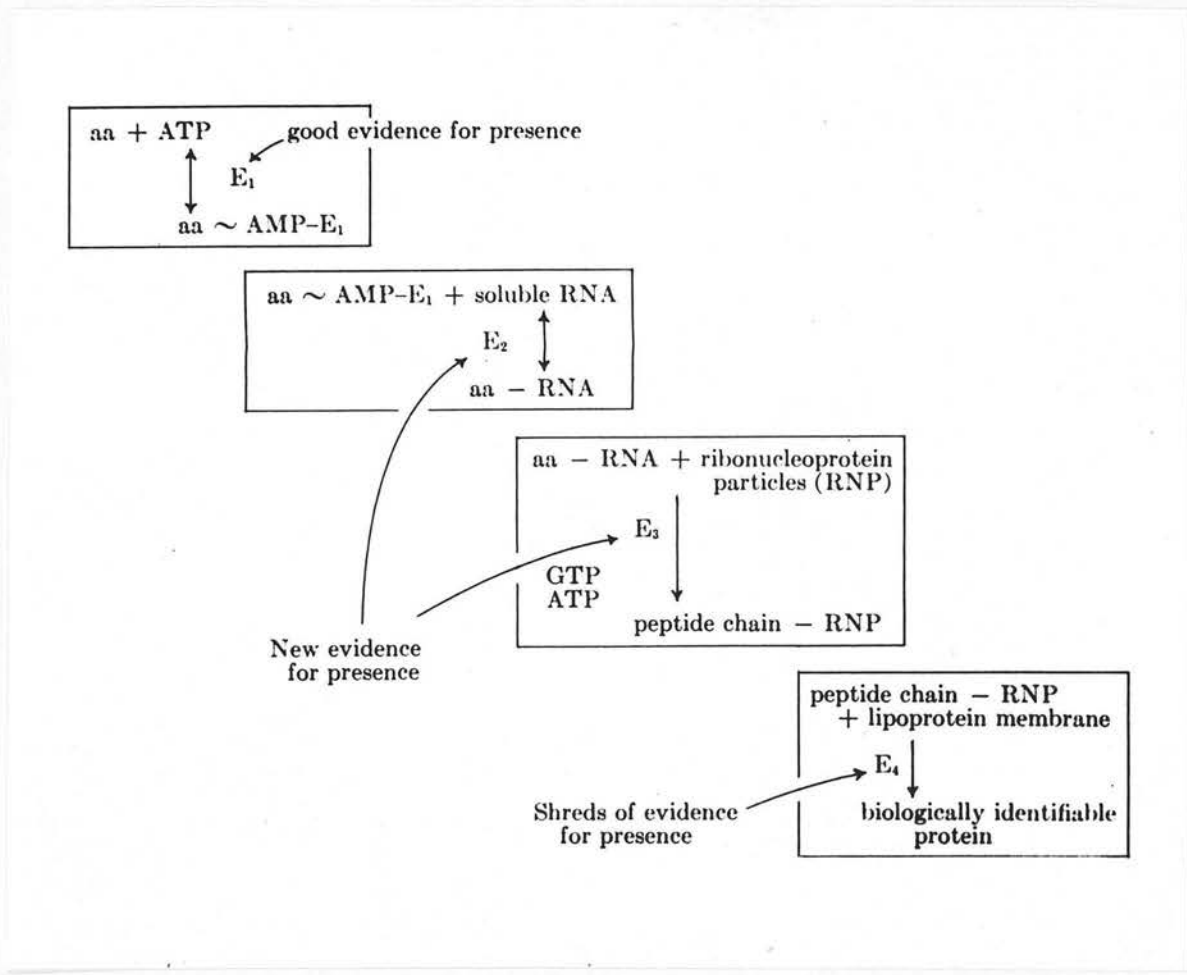 aa + ATP
good evidence for presence
E₁
aa ~ AMP–E₁
aa ~ AMP–E₁ + soluble RNA
E₂
aa – RNA
aa – RNA + ribonucleoprotein
particles (RNP)
E₃
GTP
ATP
peptide chain – RNP
New evidence
for presence
peptide chain – RNP
+ lipoprotein membrane
E₄
Shreds of evidence
for presence
biologically identifiable
protein